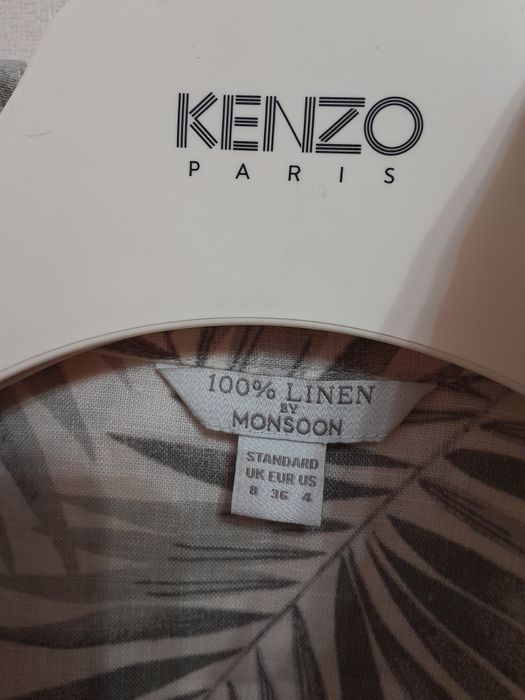 KENZO
PARIS
100% LINEN
BY
MONSOON
STANDARD
UK EUR US
8 36 4